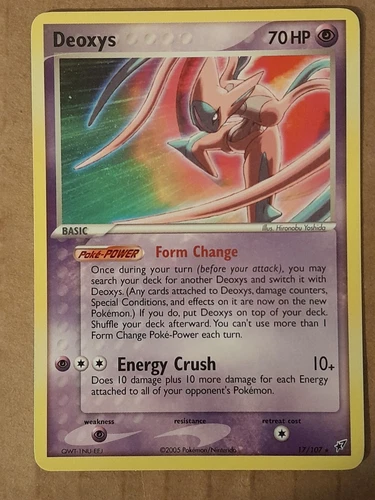 Deoxys 70 HP
BASIC
Illus. Hironobu Yoshida
Poké-POWER Form Change
Once during your turn (before your attack), you may
search your deck for another Deoxys and switch it with
Deoxys. (Any cards attached to Deoxys, damage counters,
Special Conditions, and effects on it are now on the new
Pokémon.) If you do, put Deoxys on top of your deck.
Shuffle your deck afterward. You can't use more than 1
Form Change Poké-Power each turn.
Energy Crush 10+
Does 10 damage plus 10 more damage for each Energy
attached to all of your opponent's Pokémon.
weakness resistance retreat cost
©2005 Pokémon/Nintendo 17/107